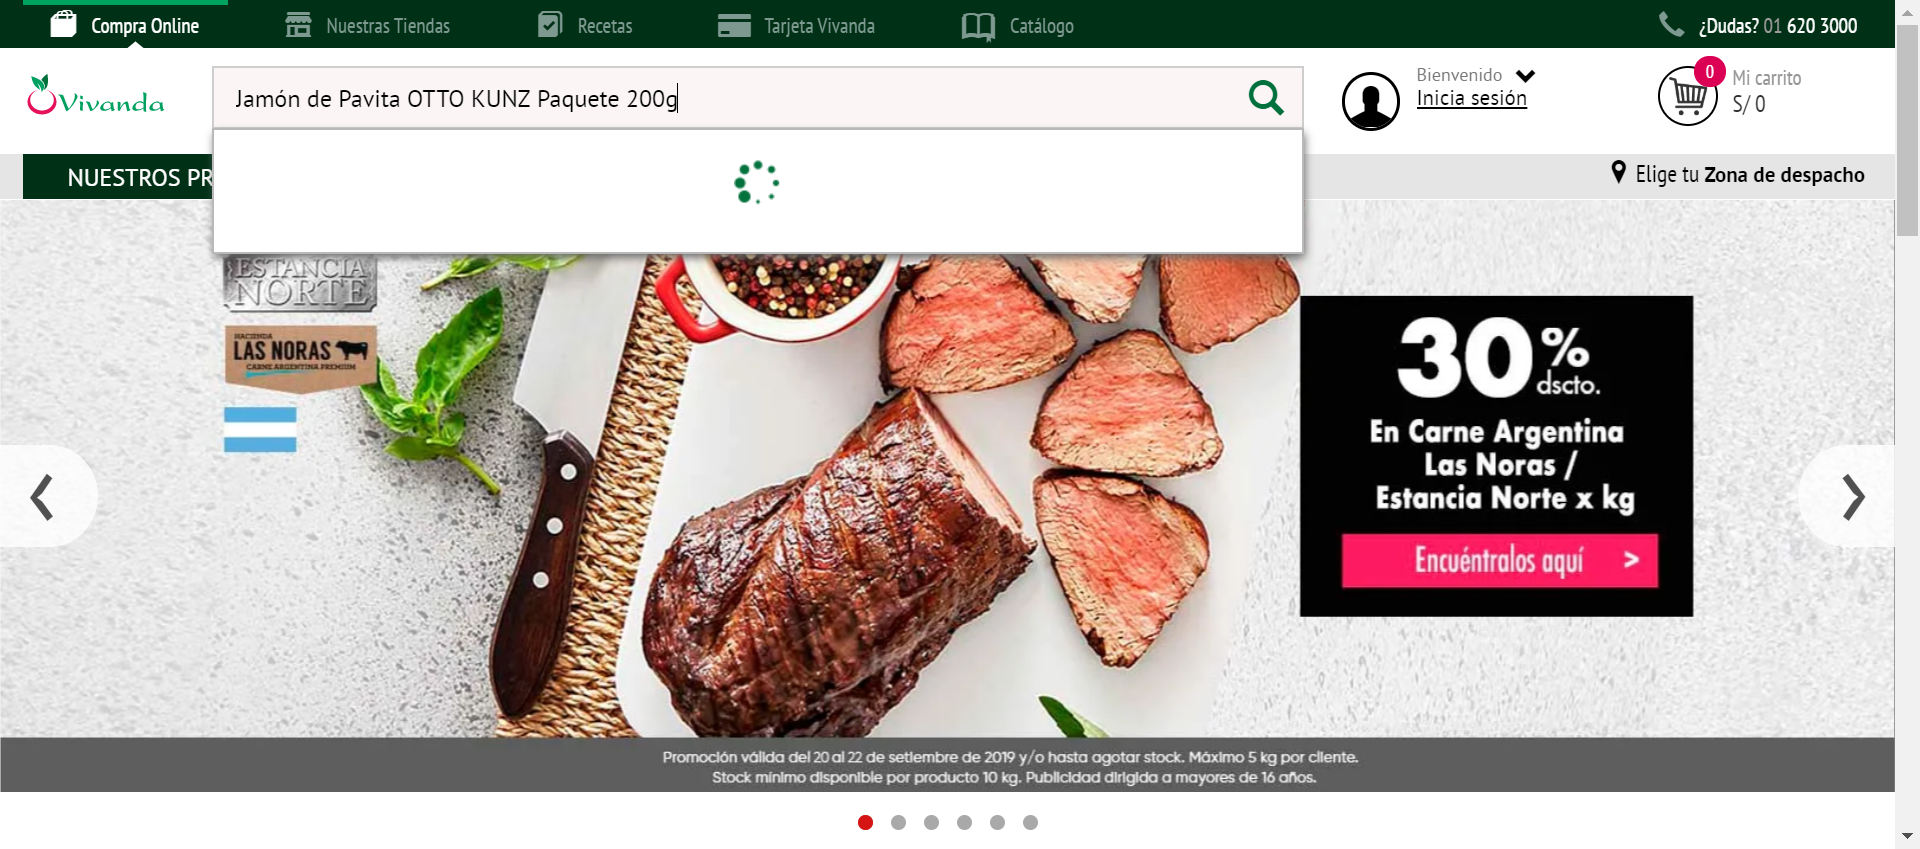 Compra Online
Nuestras Tiendas
Recetas
Tarjeta Vivanda
Catálogo
¿Dudas? 01 620 3000
Vivanda
Jamón de Pavita OTTO KUNZ Paquete 200g
Bienvenido
Inicia sesión
0
Mi carrito
S/ 0
NUESTROS PR
Elige tu Zona de despacho
ESTANCIA
NORTE
HACIENDA
LAS NORAS
CARNE ARGENTINA PREMIUM
30%
dscto.
En Carne Argentina
Las Noras /
Estancia Norte x kg
Encuéntralos aquí >
Promoción válida del 20 al 22 de setiembre de 2019 y/o hasta agotar stock. Máximo 5 kg por cliente.
Stock mínimo disponible por producto 10 kg. Publicidad dirigida a mayores de 16 años.